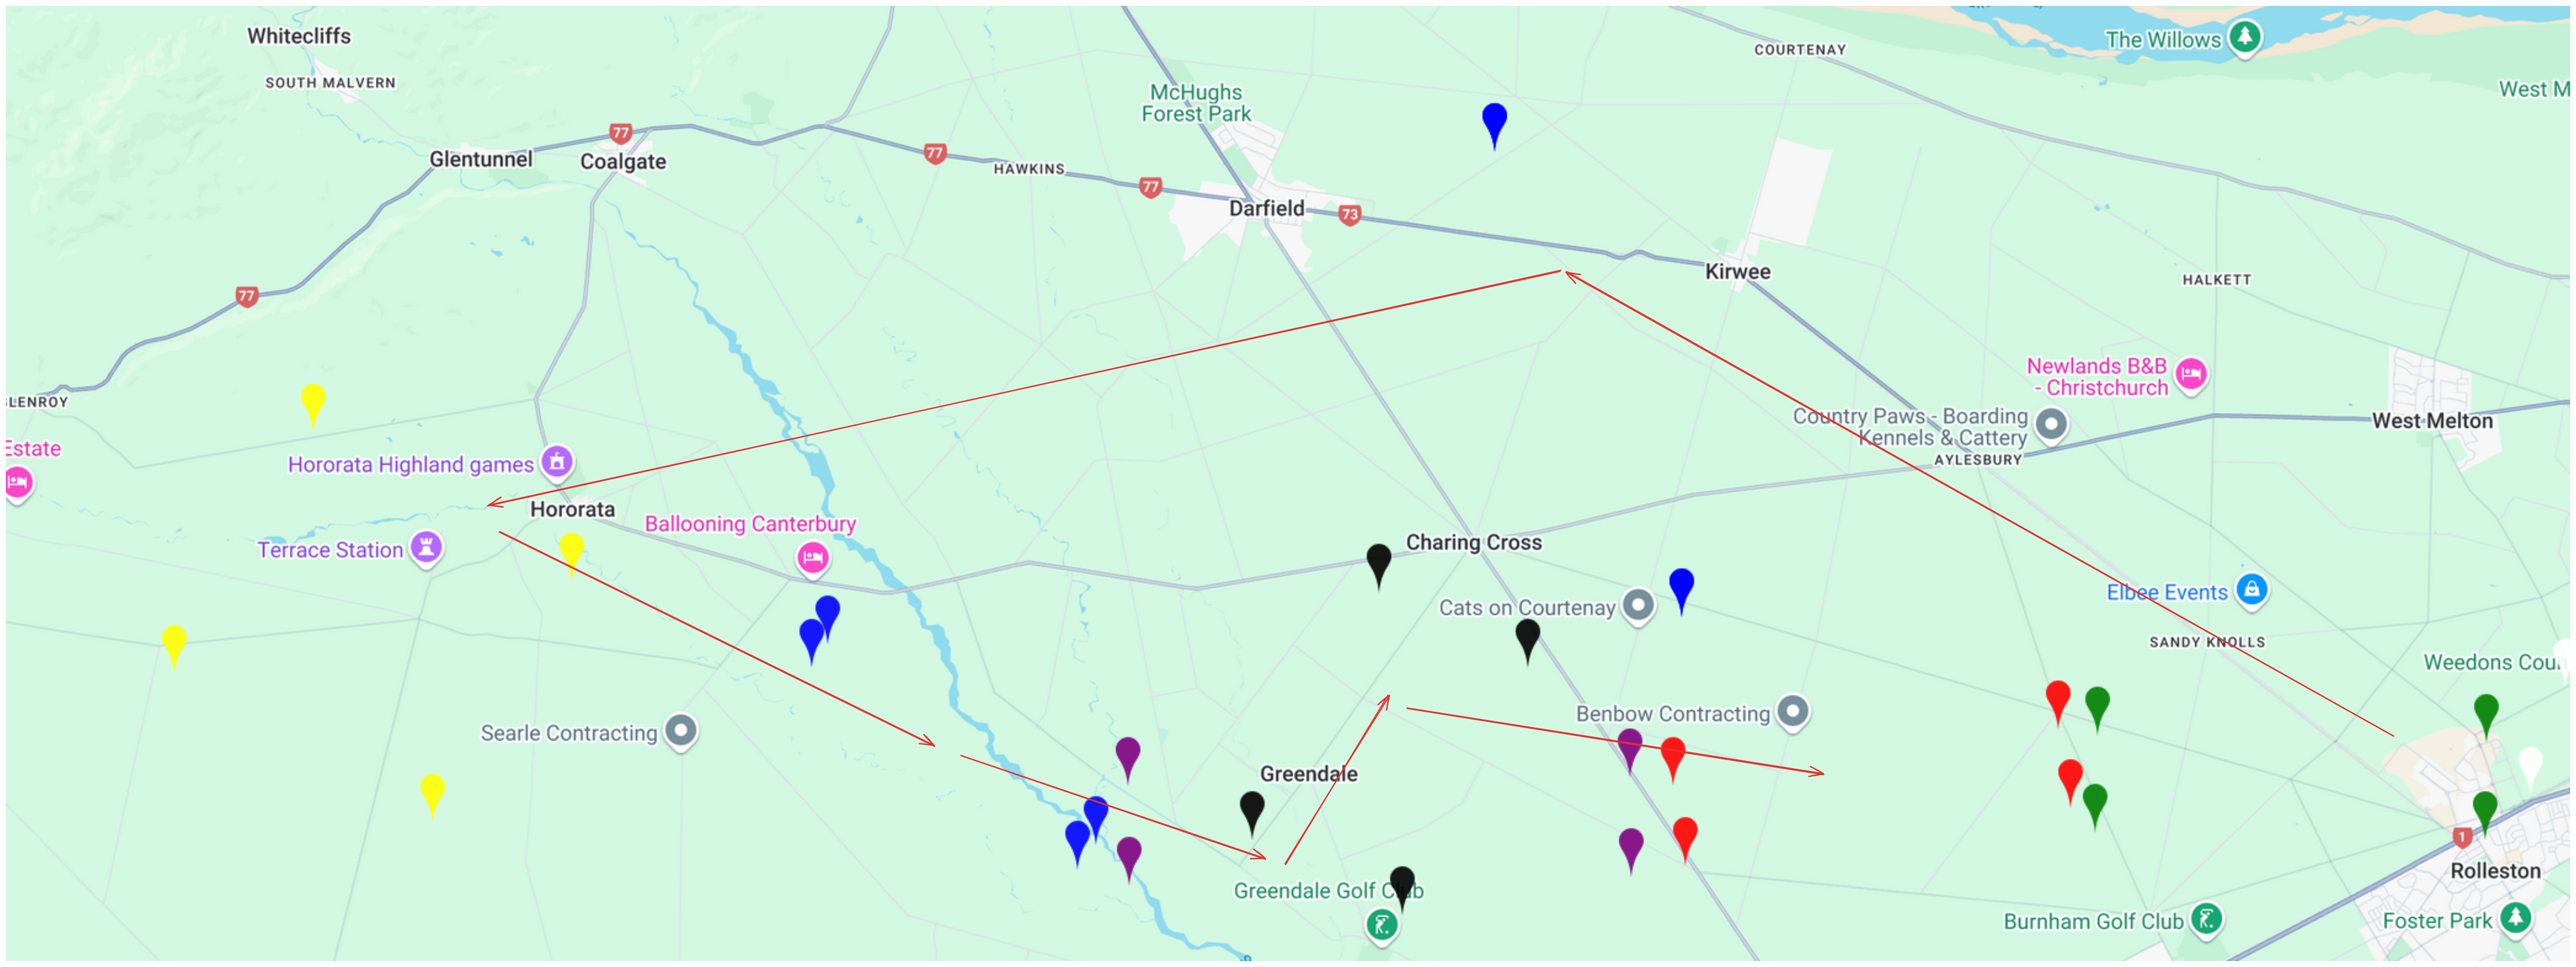 Whitecliffs
SOUTH MALVERN
COURTENAY
The Willows
West M
McHughs
Forest Park
77
Glentunnel
Coalgate
77
HAWKINS
77
Darfield
73
Kirwee
HALKETT
77
Newlands B&B
- Christchurch
GLENROY
Country Paws - Boarding
Kennels & Cattery
West Melton
AYLESBURY
Estate
Hororata Highland games
Hororata
Ballooning Canterbury
Terrace Station
Charing Cross
Cats on Courtenay
Elbee Events
SANDY KNOLLS
Weedons Cou
Searle Contracting
Benbow Contracting
Greendale
1
Rolleston
Greendale Golf Club
Burnham Golf Club
Foster Park